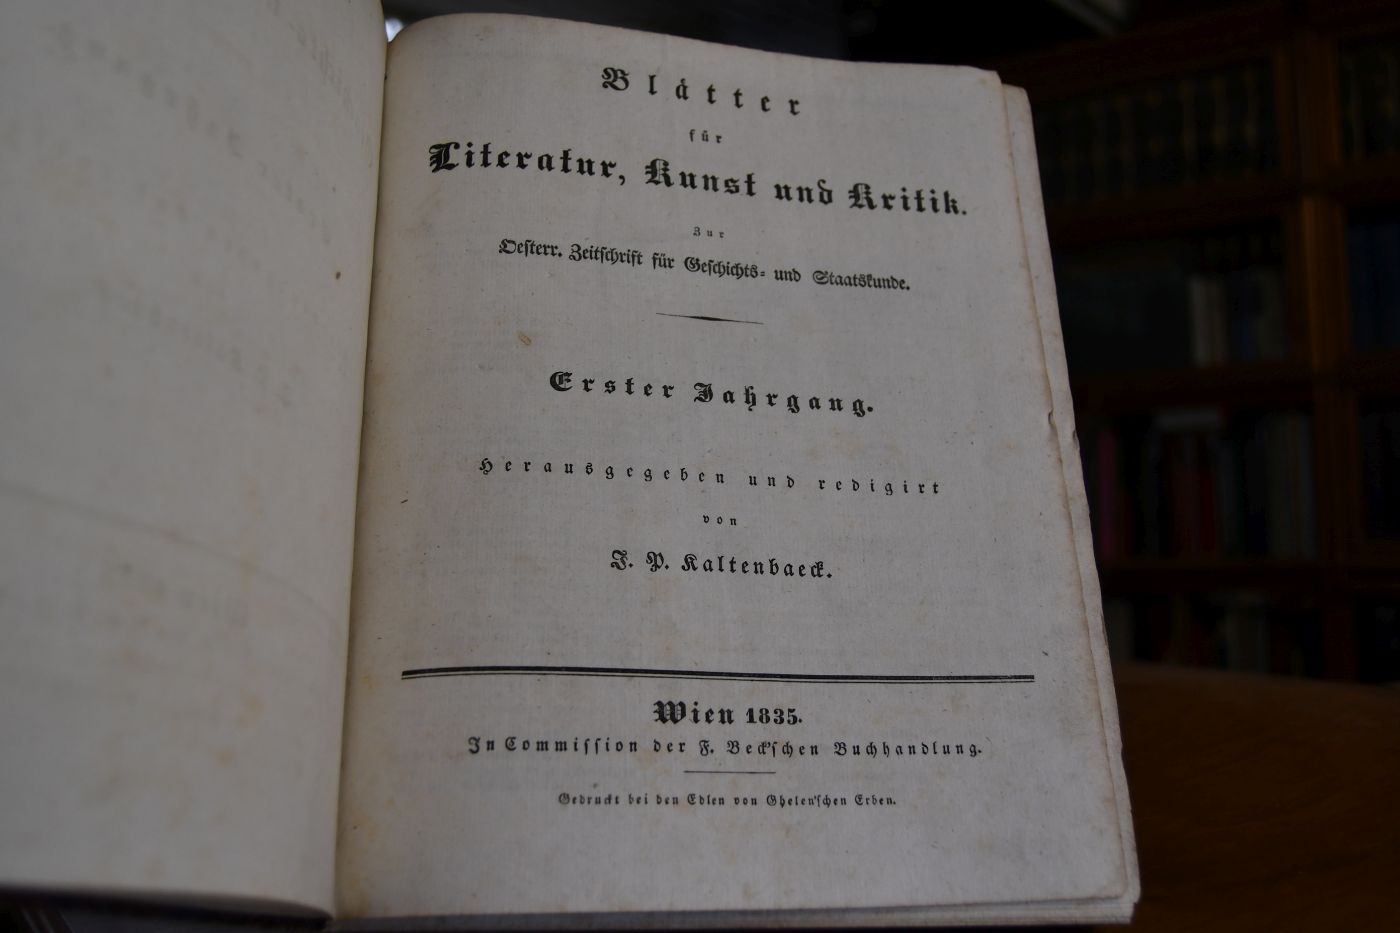 Blåtter
für
Literatur, Kunst und Kritik.
Zur
Oesterr. Zeitschrift für Geschichts- und Staatskunde.
Erster Jahrgang.
Herausgegeben und redigirt
von
J. P. Kaltenbaeck.
Wien 1835.
In Commission der F. Beck'schen Buchhandlung.
Gedruckt bei den Edlen von Ghelen'schen Erben.